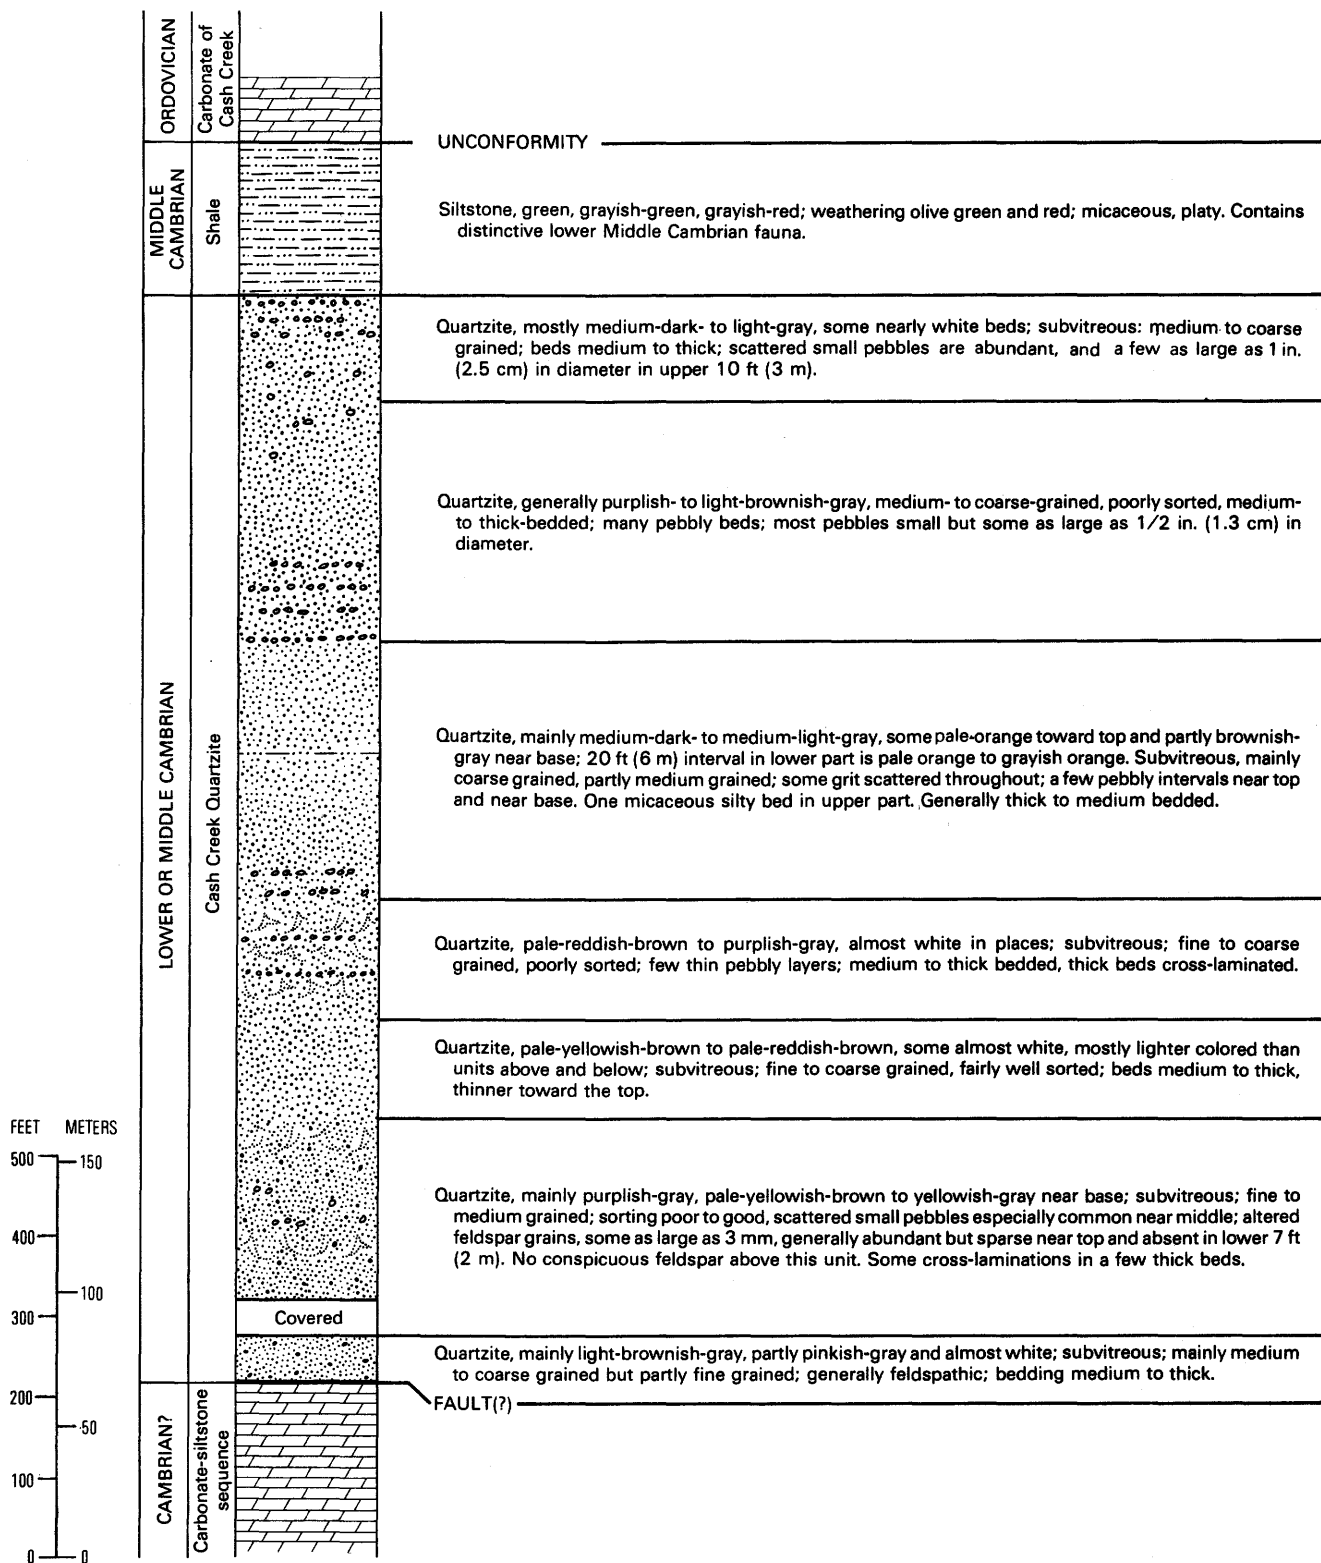 ORDOVICIAN
Carbonate of
Cash Creek
UNCONFORMITY
MIDDLE
CAMBRIAN
Shale
Siltstone, green, grayish-green, grayish-red; weathering olive green and red; micaceous, platy. Contains
distinctive lower Middle Cambrian fauna.
LOWER OR MIDDLE CAMBRIAN
Cash Creek Quartzite
Quartzite, mostly medium-dark- to light-gray, some nearly white beds; subvitreous: medium to coarse
grained; beds medium to thick; scattered small pebbles are abundant, and a few as large as 1 in.
(2.5 cm) in diameter in upper 10 ft (3 m).
Quartzite, generally purplish- to light-brownish-gray, medium- to coarse-grained, poorly sorted, medium-
to thick-bedded; many pebbly beds; most pebbles small but some as large as 1/2 in. (1.3 cm) in
diameter.
Quartzite, mainly medium-dark- to medium-light-gray, some pale-orange toward top and partly brownish-
gray near base; 20 ft (6 m) interval in lower part is pale orange to grayish orange. Subvitreous, mainly
coarse grained, partly medium grained; some grit scattered throughout; a few pebbly intervals near top
and near base. One micaceous silty bed in upper part. Generally thick to medium bedded.
Quartzite, pale-reddish-brown to purplish-gray, almost white in places; subvitreous; fine to coarse
grained, poorly sorted; few thin pebbly layers; medium to thick bedded, thick beds cross-laminated.
Quartzite, pale-yellowish-brown to pale-reddish-brown, some almost white, mostly lighter colored than
units above and below; subvitreous; fine to coarse grained, fairly well sorted; beds medium to thick,
thinner toward the top.
Quartzite, mainly purplish-gray, pale-yellowish-brown to yellowish-gray near base; subvitreous; fine to
medium grained; sorting poor to good, scattered small pebbles especially common near middle; altered
feldspar grains, some as large as 3 mm, generally abundant but sparse near top and absent in lower 7 ft
(2 m). No conspicuous feldspar above this unit. Some cross-laminations in a few thick beds.
Covered
Quartzite, mainly light-brownish-gray, partly pinkish-gray and almost white; subvitreous; mainly medium
to coarse grained but partly fine grained; generally feldspathic; bedding medium to thick.
FAULT(?)
CAMBRIAN?
Carbonate-siltstone
sequence
FEET METERS
500 150
400
100
300
200
50
100
0 0